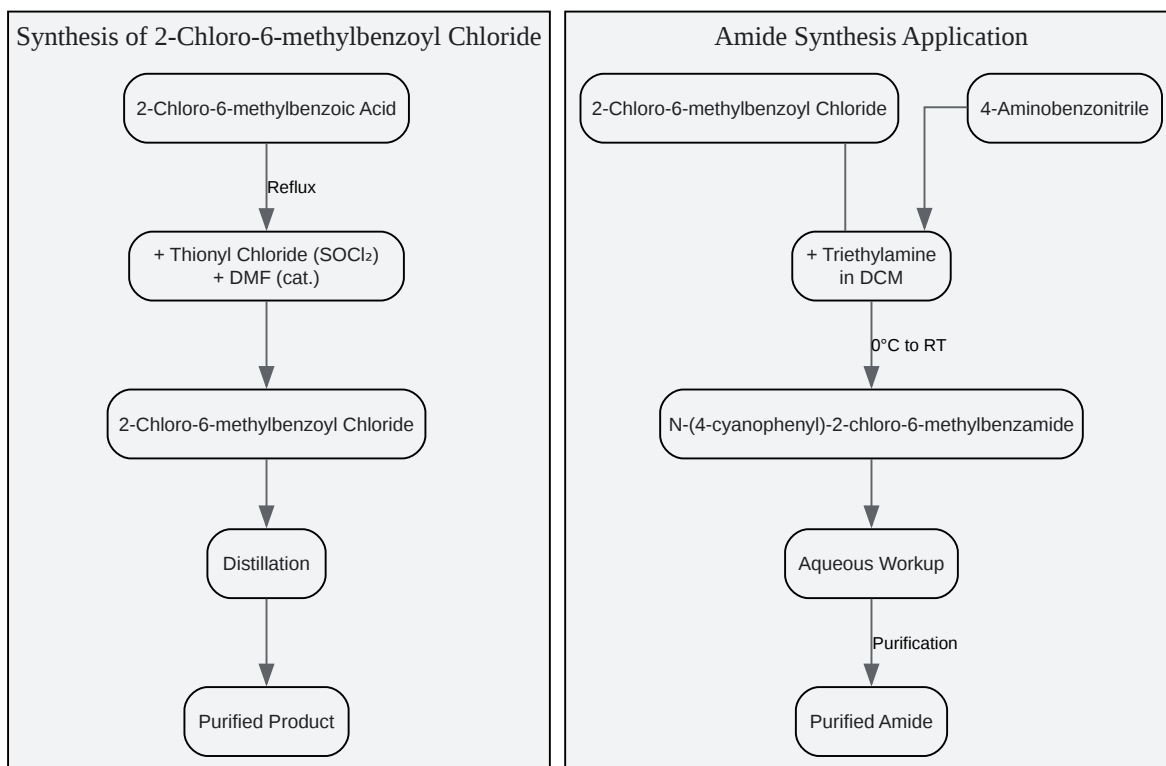 Synthesis of 2-Chloro-6-methylbenzoyl Chloride
2-Chloro-6-methylbenzoic Acid
Reflux
+ Thionyl Chloride (SOCl₂)
+ DMF (cat.)
2-Chloro-6-methylbenzoyl Chloride
Distillation
Purified Product
Amide Synthesis Application
2-Chloro-6-methylbenzoyl Chloride
4-Aminobenzonitrile
+ Triethylamine
in DCM
0°C to RT
N-(4-cyanophenyl)-2-chloro-6-methylbenzamide
Aqueous Workup
Purification
Purified Amide